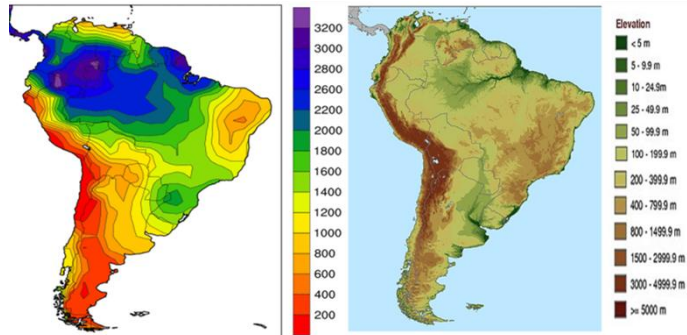 3200
3000
2800
2600
2400
2200
2000
1800
1600
1400
1200
1000
800
600
400
200
Elevation
< 5 m
5 - 9.9 m
10 - 24.9m
25 - 49.9 m
50 - 99.9 m
100 - 199.9 m
200 - 399.9 m
400 - 799.9 m
800 - 1499.9 m
1500 - 2999.9 m
3000 - 4999.9 m
>= 5000 m